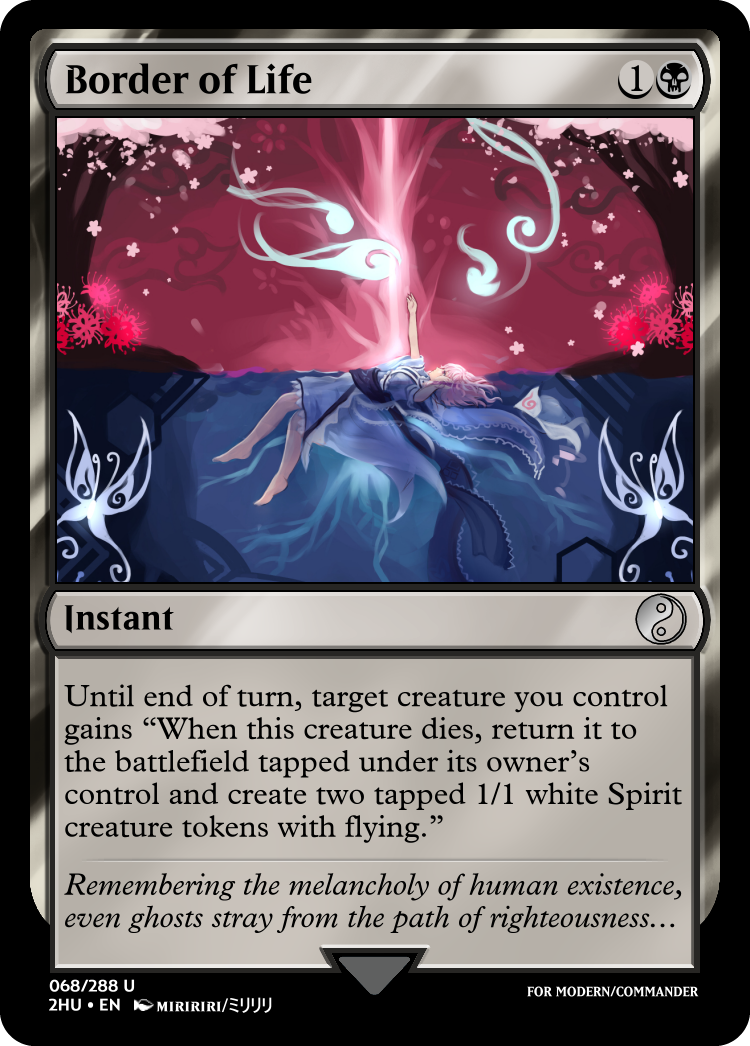 Border of Life 1
Instant
Until end of turn, target creature you control
gains “When this creature dies, return it to
the battlefield tapped under its owner’s
control and create two tapped 1/1 white Spirit
creature tokens with flying.”
Remembering the melancholy of human existence,
even ghosts stray from the path of righteousness…
068/288 U
2HU • EN MIRIRIRI/ミリリリ
FOR MODERN/COMMANDER